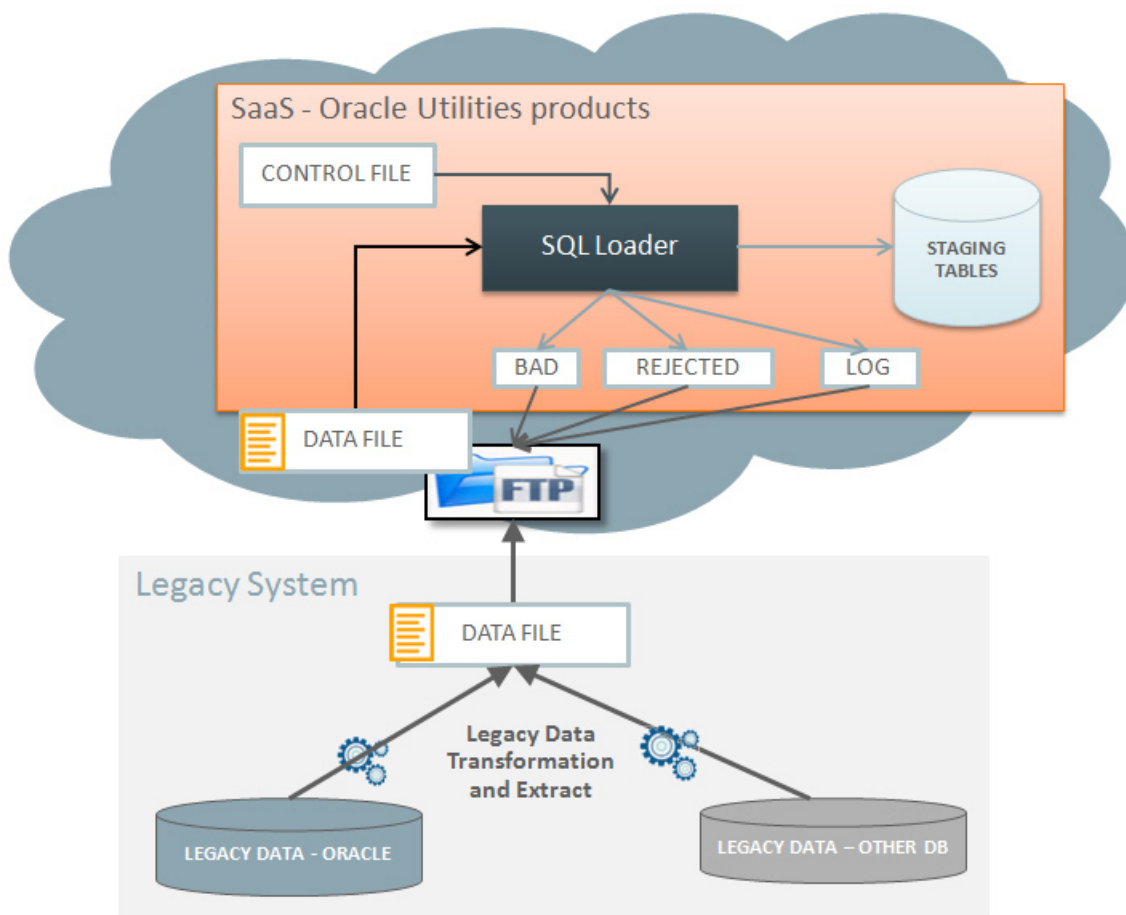 SaaS - Oracle Utilities products
CONTROL FILE
SQL Loader
STAGING
TABLES
BAD
REJECTED
LOG
DATA FILE
FTP
Legacy System
DATA FILE
Legacy Data
Transformation
and Extract
LEGACY DATA - ORACLE
LEGACY DATA – OTHER DB